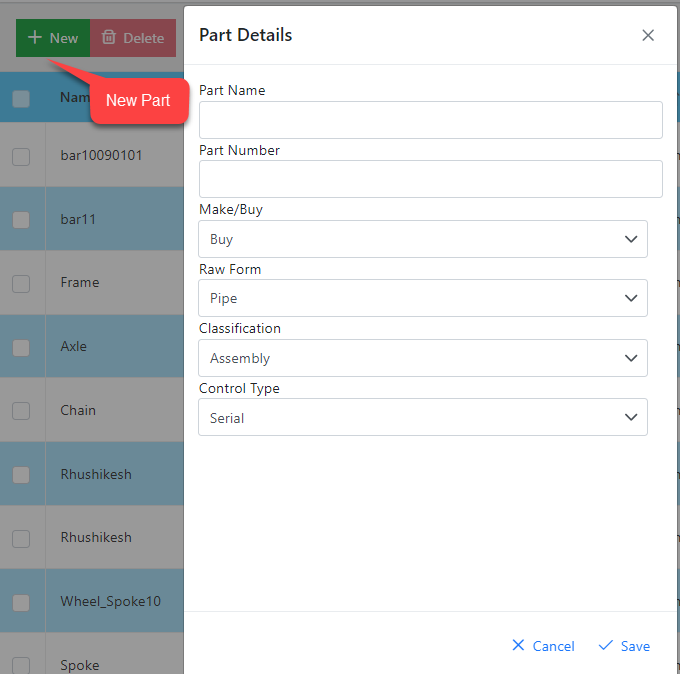 New Delete
Part Details
Nam
New Part
Part Name
bar10090101
Part Number
bar11
Make/Buy
Buy
Raw Form
Frame
Pipe
Classification
Axle
Assembly
Control Type
Chain
Serial
Rhushikesh
Rhushikesh
Wheel_Spoke10
Cancel Save
Spoke